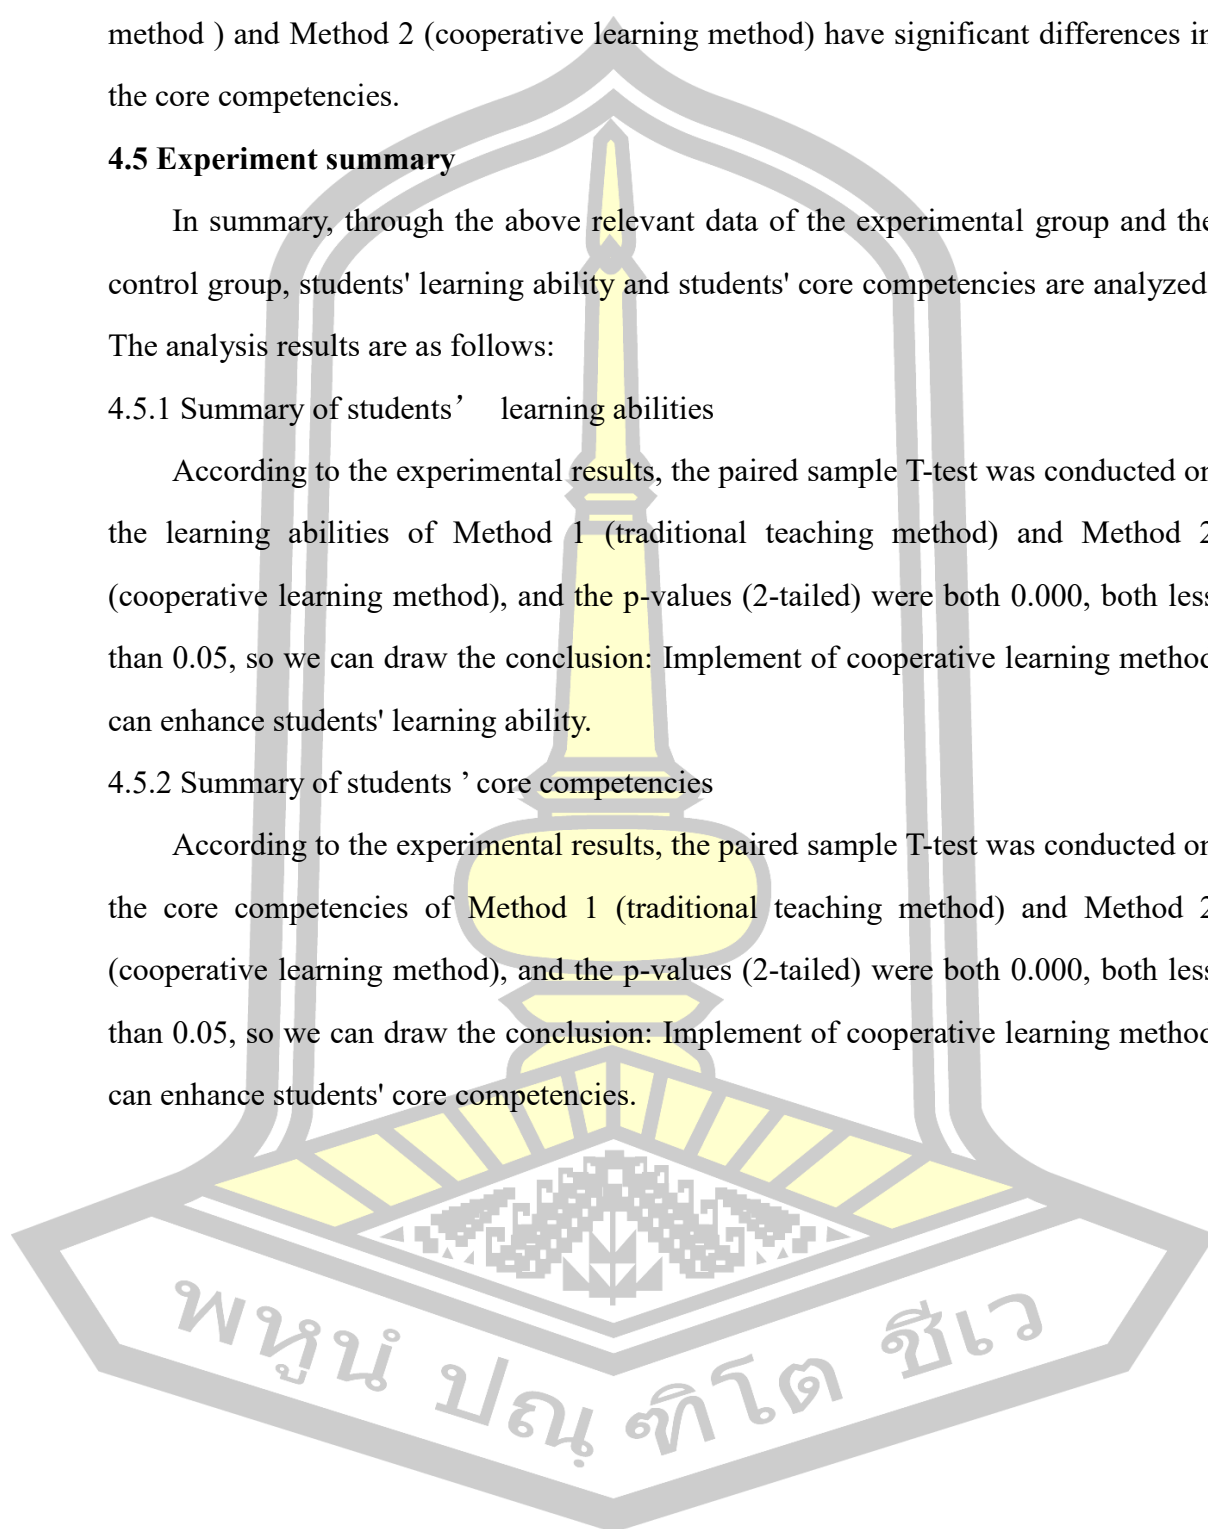 method ) and Method 2 (cooperative learning method) have significant differences in
the core competencies.
4.5 Experiment summary
In summary, through the above relevant data of the experimental group and the
control group, students' learning ability and students' core competencies are analyzed
The analysis results are as follows:
4.5.1 Summary of students’ learning abilities
According to the experimental results, the paired sample T-test was conducted on
the learning abilities of Method 1 (traditional teaching method) and Method 2
(cooperative learning method), and the p-values (2-tailed) were both 0.000, both less
than 0.05, so we can draw the conclusion: Implement of cooperative learning method
can enhance students' learning ability.
4.5.2 Summary of students ’core competencies
According to the experimental results, the paired sample T-test was conducted on
the core competencies of Method 1 (traditional teaching method) and Method 2
(cooperative learning method), and the p-values (2-tailed) were both 0.000, both less
than 0.05, so we can draw the conclusion: Implement of cooperative learning method
can enhance students' core competencies.
พหูนํ ปณฺฑิโต ชีเว